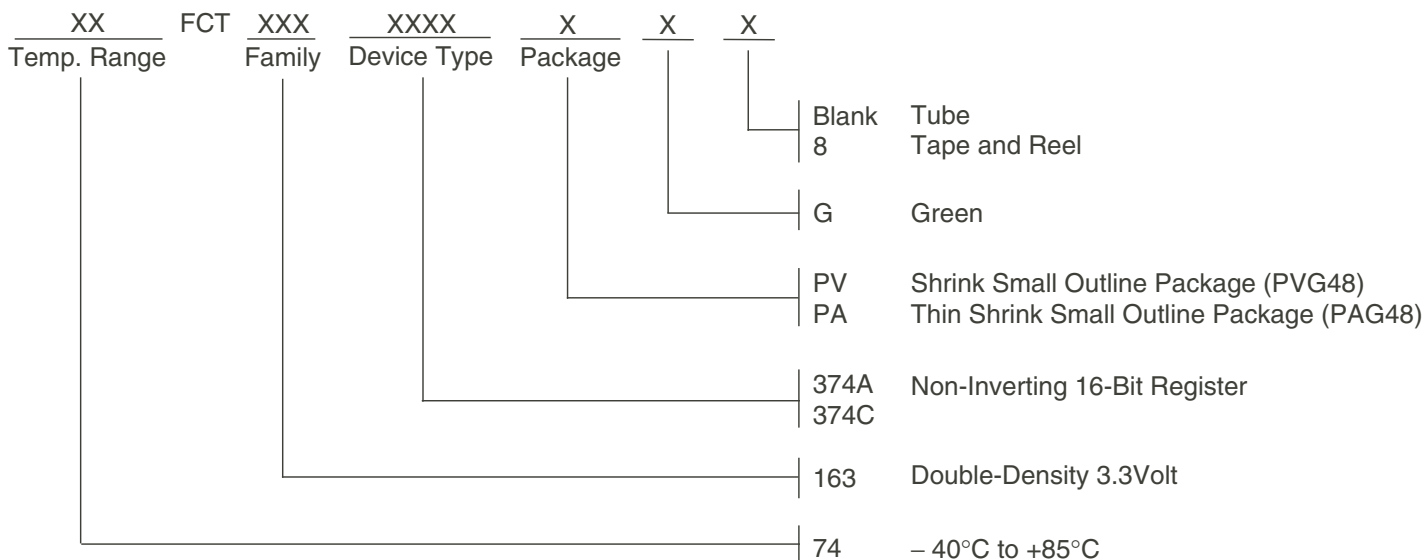 XX FCT XXX XXXX X X X
Temp. Range Family Device Type Package
Blank Tube
8 Tape and Reel
G Green
PV Shrink Small Outline Package (PVG48)
PA Thin Shrink Small Outline Package (PAG48)
374A Non-Inverting 16-Bit Register
374C
163 Double-Density 3.3Volt
74 – 40°C to +85°C